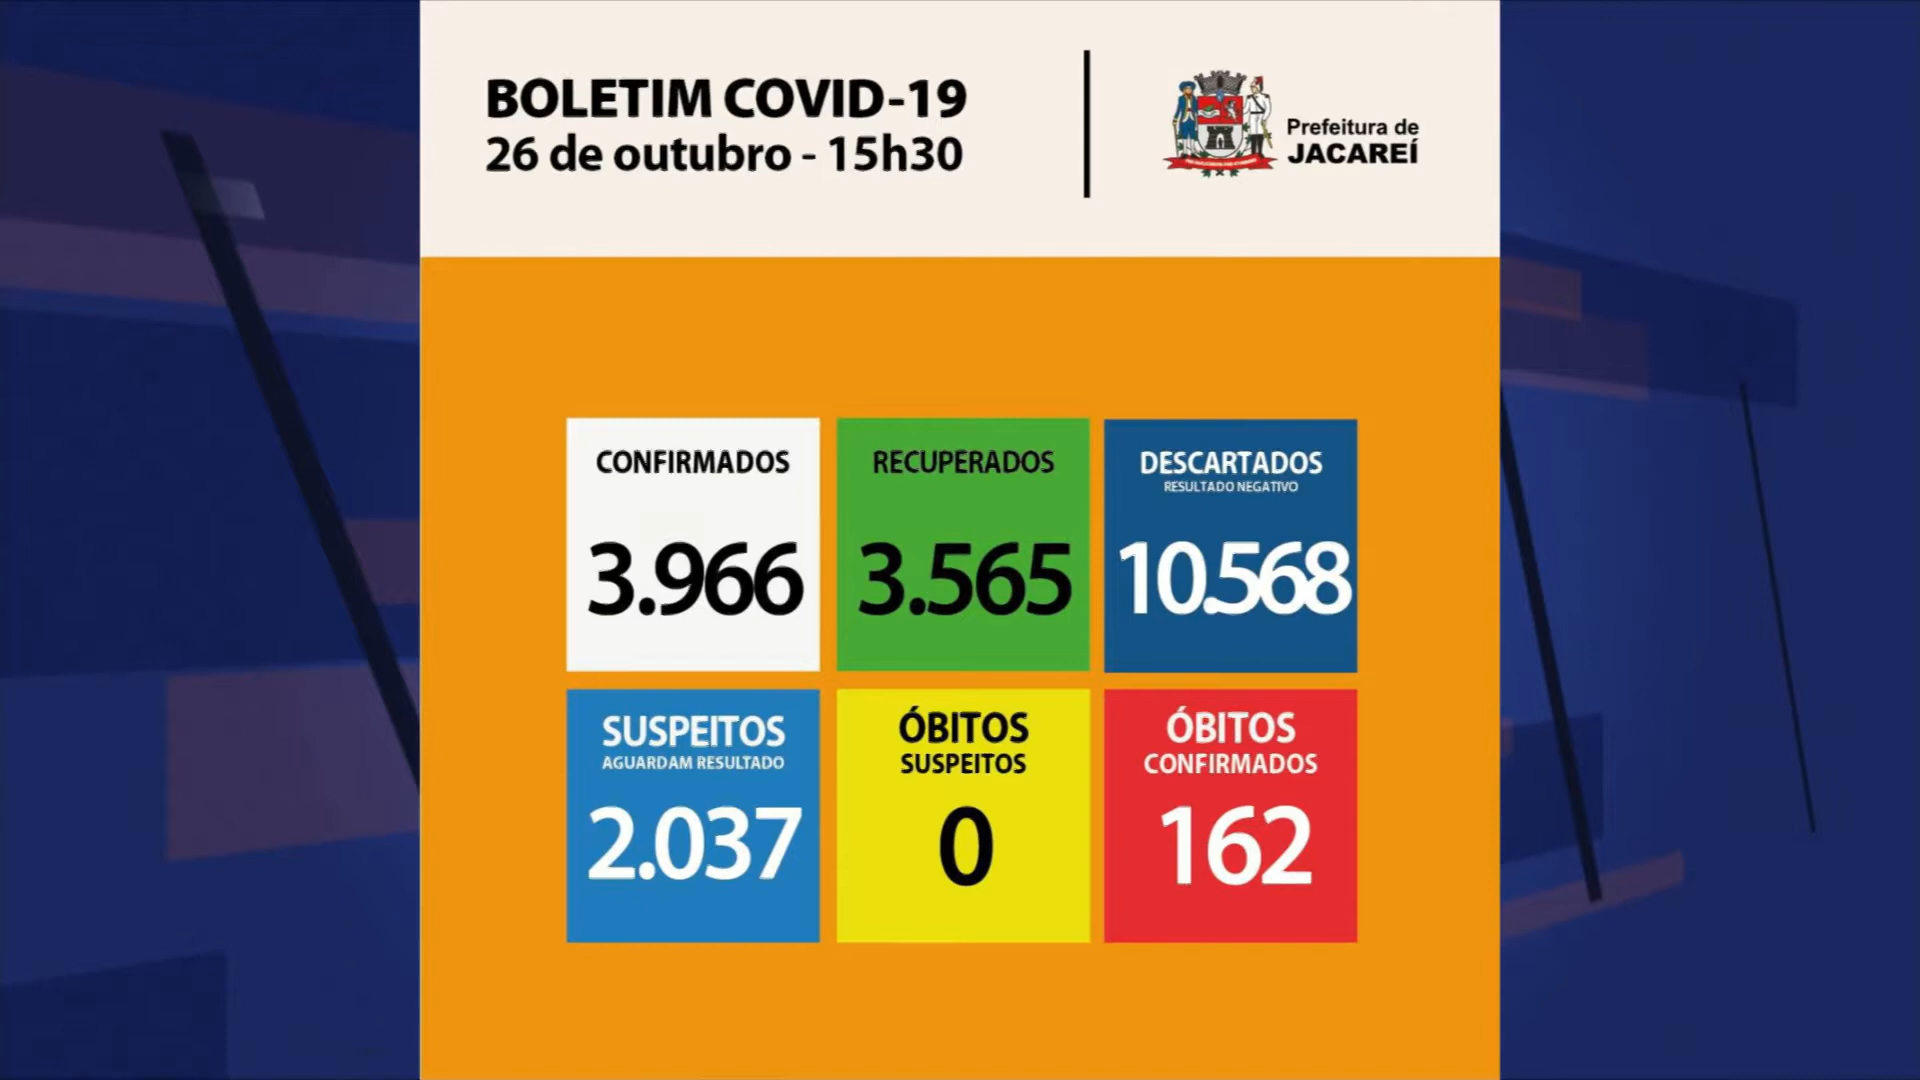 BOLETIM COVID-19
26 de outubro - 15h30
Prefeitura de
JACAREÍ
CONFIRMADOS
3.966
RECUPERADOS
3.565
DESCARTADOS
RESULTADO NEGATIVO
10.568
SUSPEITOS
AGUARDAM RESULTADO
2.037
ÓBITOS
SUSPEITOS
0
ÓBITOS
CONFIRMADOS
162